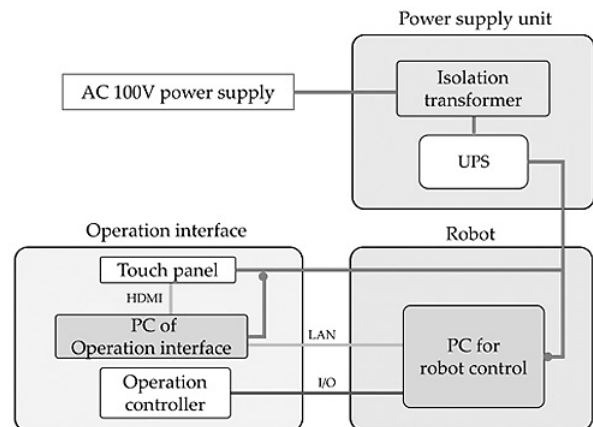 Power supply unit
AC 100V power supply
Isolation
transformer
UPS
Operation interface
Robot
Touch panel
HDMI
PC of
Operation interface
LAN
PC for
robot control
Operation
controller
I/O